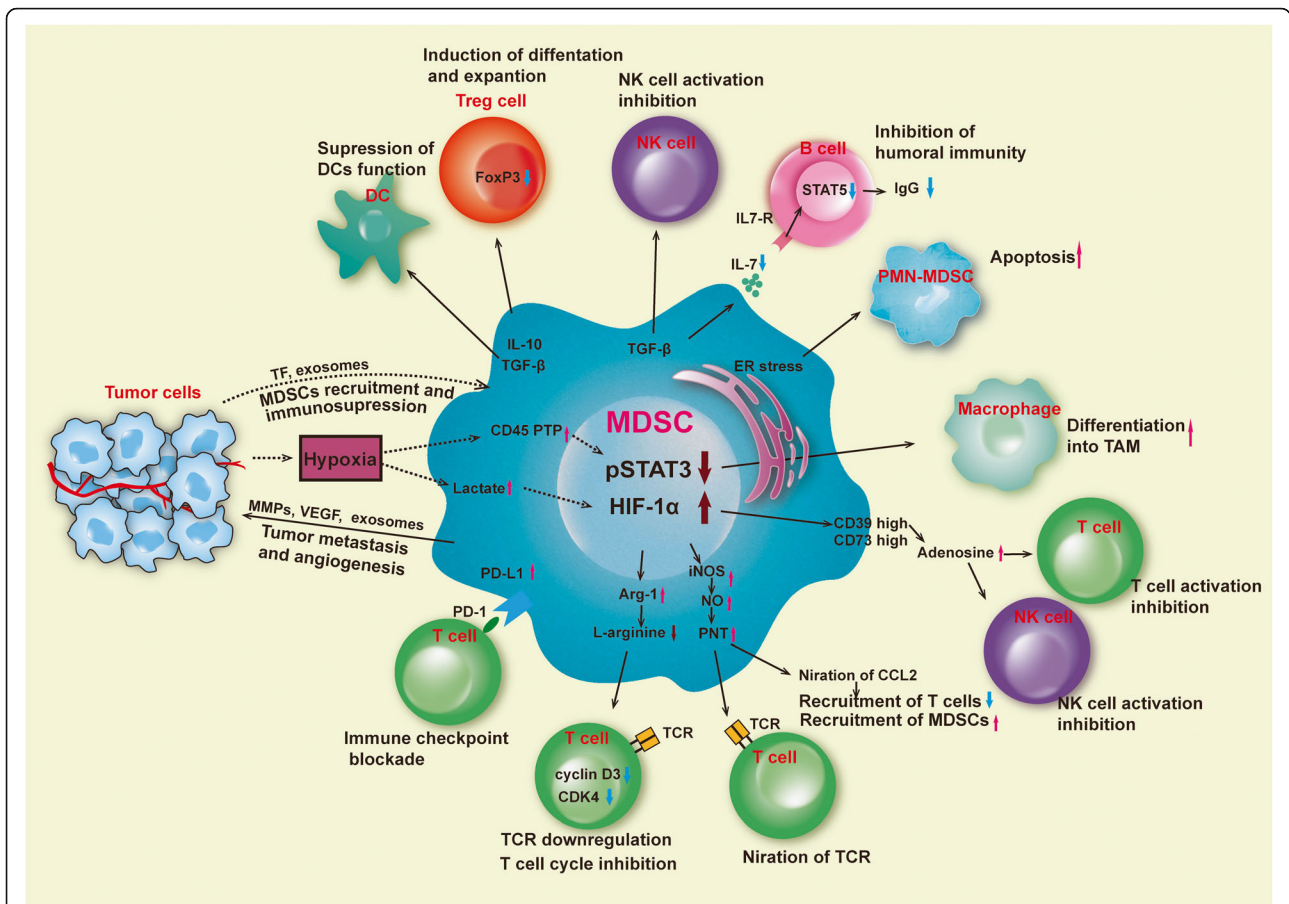 Induction of diffentation
and expantion
Treg cell
FoxP3
NK cell activation
inhibition
NK cell
Supression of
DCs function
DC
B cell
STAT5
Inhibition of
humoral immunity
IgG
IL7-R
IL-7
PMN-MDSC
Apoptosis
IL-10
TGF-β
TGF-β
ER stress
Tumor cells
TF, exosomes
MDSCs recruitment and
immunosupression
Hypoxia
CD45 PTP
Lactate
MDSC
pSTAT3
HIF-1α
Macrophage
Differentiation
into TAM
MMPs, VEGF, exosomes
Tumor metastasis
and angiogenesis
CD39 high
CD73 high
Adenosine
T cell
T cell activation
inhibition
NK cell
NK cell activation
inhibition
PD-L1
PD-1
T cell
Immune checkpoint
blockade
Arg-1
L-arginine
iNOS
NO
PNT
Niration of CCL2
Recruitment of T cells
Recruitment of MDSCs
TCR
T cell
cyclin D3
CDK4
TCR downregulation
T cell cycle inhibition
TCR
T cell
Niration of TCR